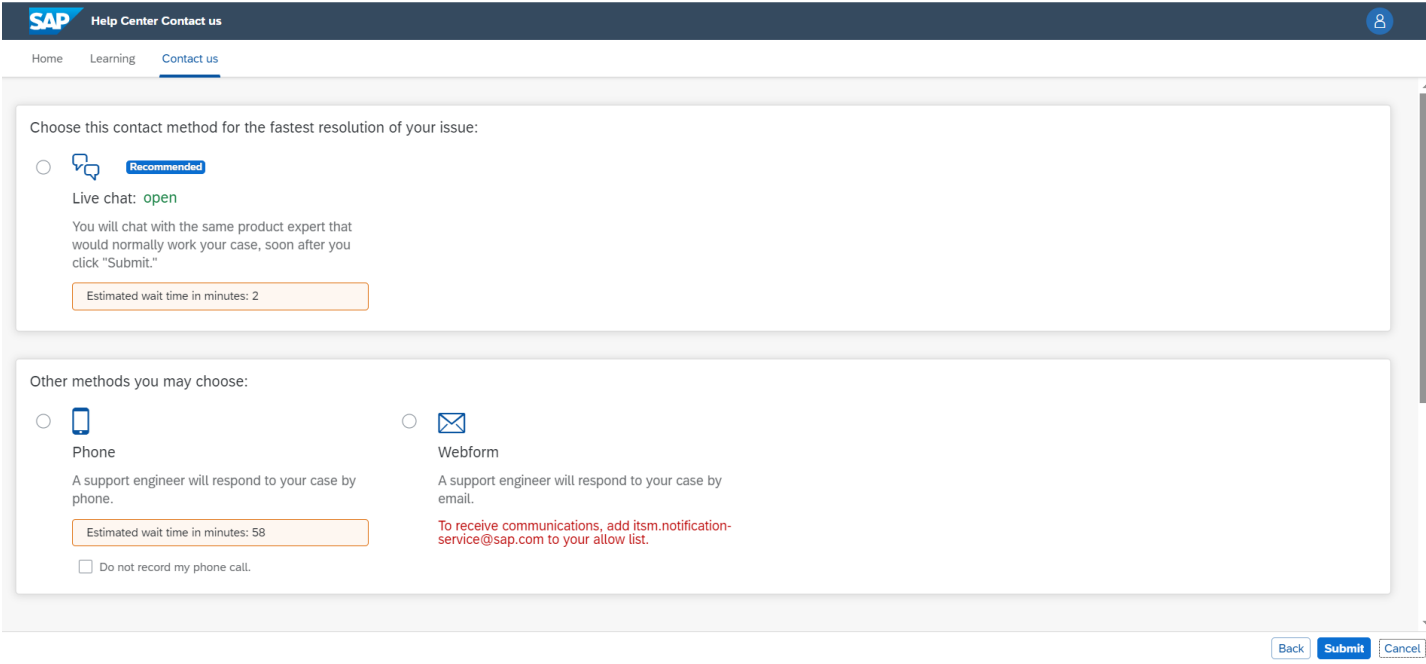 SAP Help Center Contact us
Home Learning Contact us
Choose this contact method for the fastest resolution of your issue:
Recommended
Live chat: open
You will chat with the same product expert that
would normally work your case, soon after you
click "Submit."
Estimated wait time in minutes: 2
Other methods you may choose:
Phone
A support engineer will respond to your case by
phone.
Estimated wait time in minutes: 58
Do not record my phone call.
Webform
A support engineer will respond to your case by
email.
To receive communications, add itsm.notification-
service@sap.com to your allow list.
Back Submit Cancel